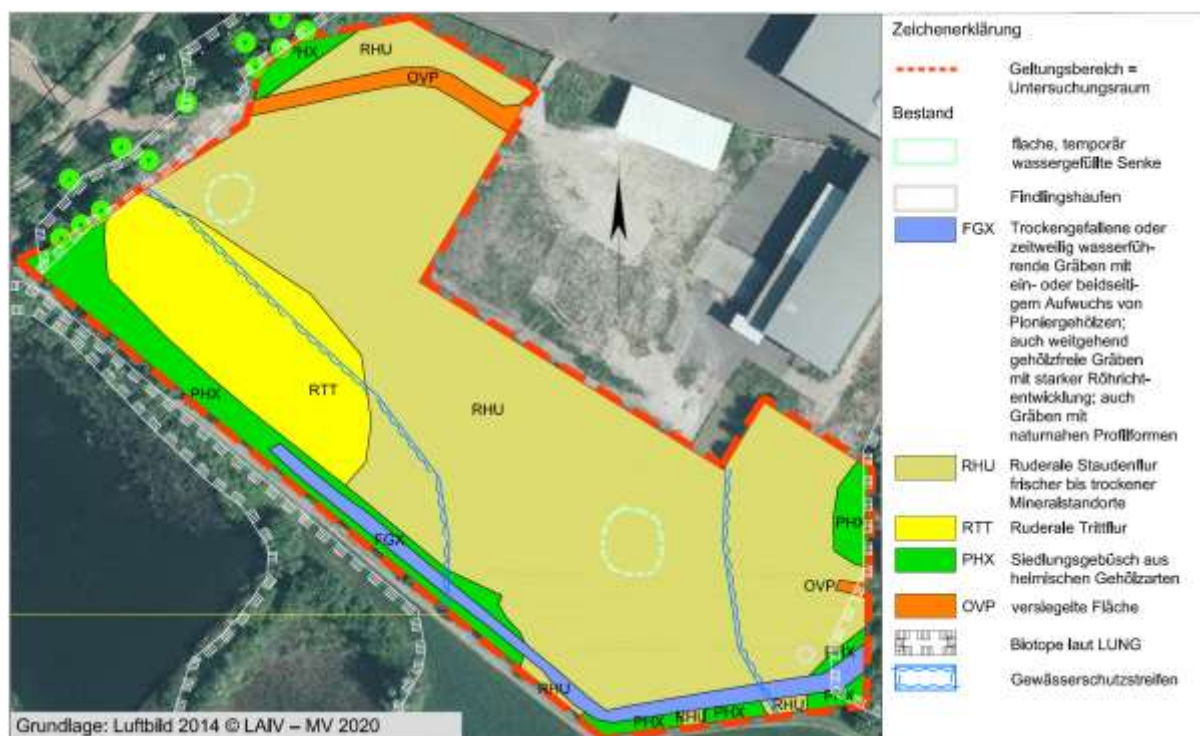 PHX
RHU
OVP
RTT
PHX
RHU
FGX
PHX
OVP
RHU
PHX
RHU
PHX
RHU
Grundlage: Luftbild 2014 © LAIV – MV 2020
Zeichenerklärung
Geltungsbereich =
Untersuchungsraum
Bestand
flache, temporär
wassergefüllte Senke
Findlingshaufen
FGX Trockengefallene oder
zeitweilig wasserfüh-
rende Gräben mit
ein- oder beidseiti-
gem Aufwuchs von
Pioniergehölzen;
auch weitgehend
gehölzfreie Gräben
mit starker Röhricht-
entwicklung; auch
Gräben mit
naturnahen Profilformen
RHU Ruderale Staudenflur
frischer bis trockener
Mineralstandorte
RTT Ruderale Trittflur
PHX Siedlungsgebüsch aus
heimischen Gehölzarten
OVP versiegelte Fläche
Biotope laut LUNG
Gewässerschutzstreifen